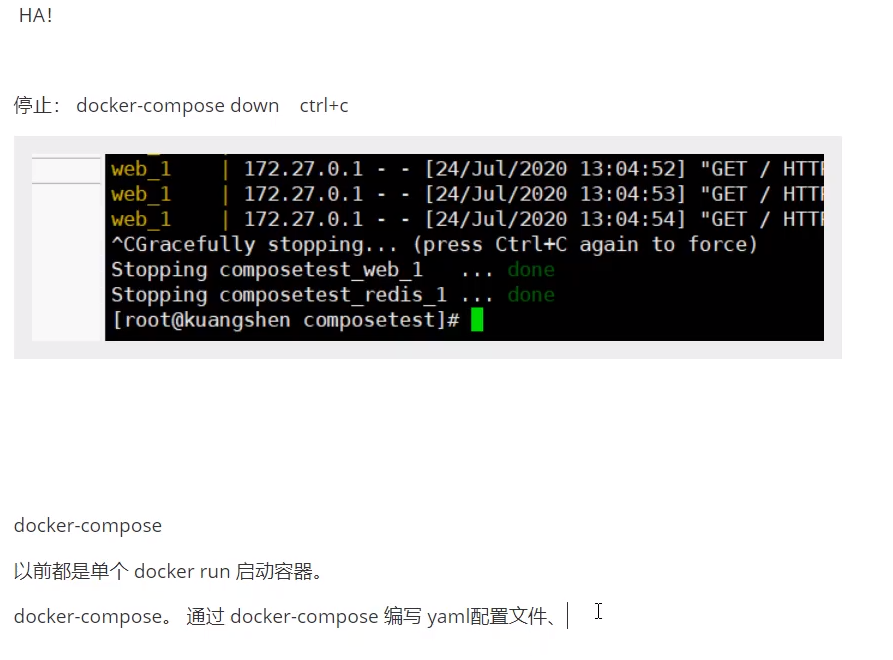 HA！
停止： docker-compose down ctrl+c
web_1 | 172.27.0.1 - - [24/Jul/2020 13:04:52] "GET / HTT
web_1 | 172.27.0.1 - - [24/Jul/2020 13:04:53] "GET / HTT
web_1 | 172.27.0.1 - - [24/Jul/2020 13:04:54] "GET / HTT
^CGracefully stopping... (press Ctrl+C again to force)
Stopping composetest_web_1 ... done
Stopping composetest_redis_1 ... done
[root@kuangshen composetest]#
docker-compose
以前都是单个 docker run 启动容器。
docker-compose。 通过 docker-compose 编写 yaml配置文件、